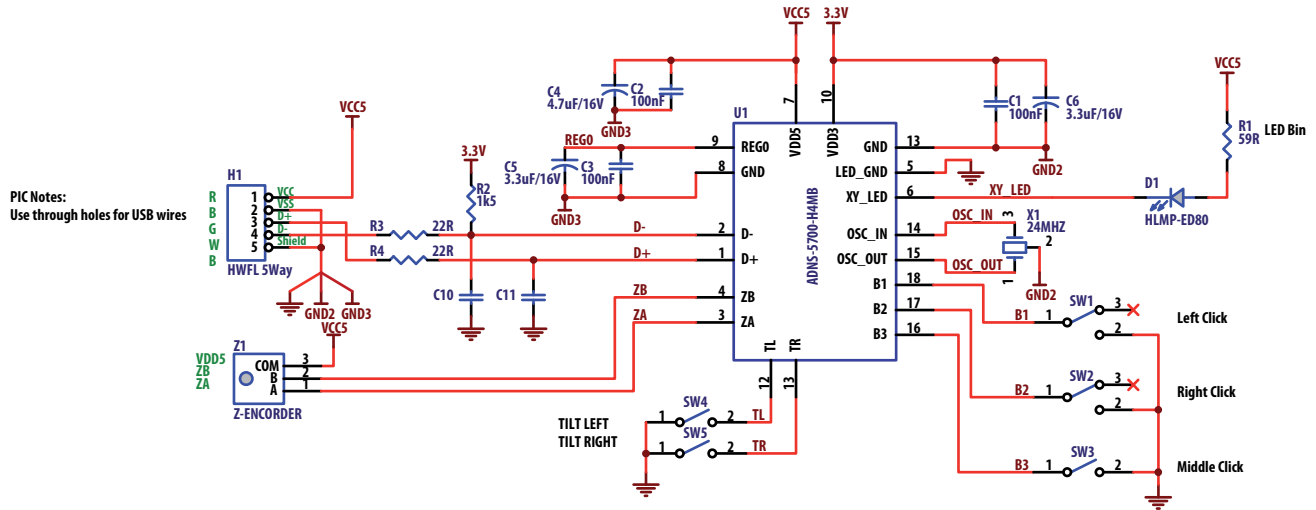 VCC5
3.3V
VCC5
C4
4.7uF/16V
C2
100nF
GND3
7
10
VDD5
VDD3
U1
C1
100nF
C6
3.3uF/16V
R1
59R
LED Bin
VCC5
REG0
9
REG0
8
GND
GND
13
LED_GND
5
GND2
C5
3.3uF/16V
C3
100nF
GND3
3.3V
R2
1k5
XY_LED
6
XY_LED
D1
HLMP-ED80
PIC Notes:
Use through holes for USB wires
H1
R
B
G
W
B
1
2
3
4
5
VCC
VSS
D+
D-
Shield
HWFL 5Way
R3
22R
R4
22R
D-
2
D-
D+
1
D+
ADNS-5700-H4MB
OSC_IN
14
OSC_IN
OSC_OUT
15
OSC_OUT
X1
24MHZ
3
2
1
GND2
GND2
GND3
C10
C11
ZB
4
ZB
ZA
3
ZA
B1
18
B2
17
B3
16
VCC5
Z1
VDD5
ZB
ZA
COM
B
A
3
2
1
Z-ENCORDER
TL
TR
12
13
B1
1
SW1
3
2
Left Click
B2
1
SW2
3
2
Right Click
B3
1
SW3
2
Middle Click
TILT LEFT
TILT RIGHT
1
SW4
2
TL
1
SW5
2
TR